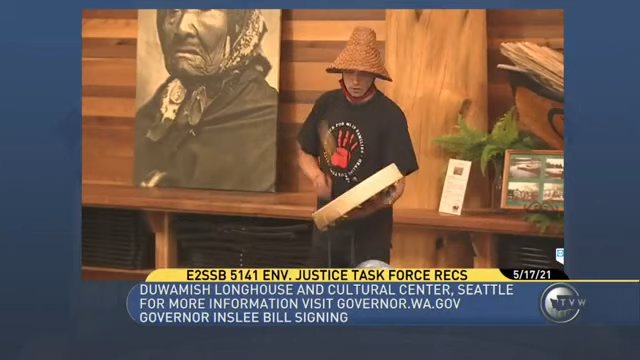 E2SSB 5141 ENV. JUSTICE TASK FORCE RECS
5/17/21
DUWAMISH LONGHOUSE AND CULTURAL CENTER, SEATTLE
FOR MORE INFORMATION VISIT GOVERNOR.WA.GOV
GOVERNOR INSLEE BILL SIGNING
TVW